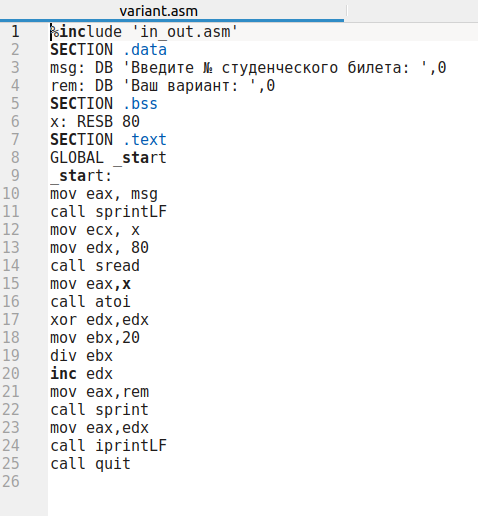 variant.asm
1 %include 'in_out.asm'
2 SECTION .data
3 msg: DB 'Введите № студенческого билета: ',0
4 rem: DB 'Ваш вариант: ',0
5 SECTION .bss
6 x: RESB 80
7 SECTION .text
8 GLOBAL _start
9 _start:
10 mov eax, msg
11 call sprintLF
12 mov ecx, x
13 mov edx, 80
14 call sread
15 mov eax,x
16 call atoi
17 xor edx,edx
18 mov ebx,20
19 div ebx
20 inc edx
21 mov eax,rem
22 call sprint
23 mov eax,edx
24 call iprintLF
25 call quit
26